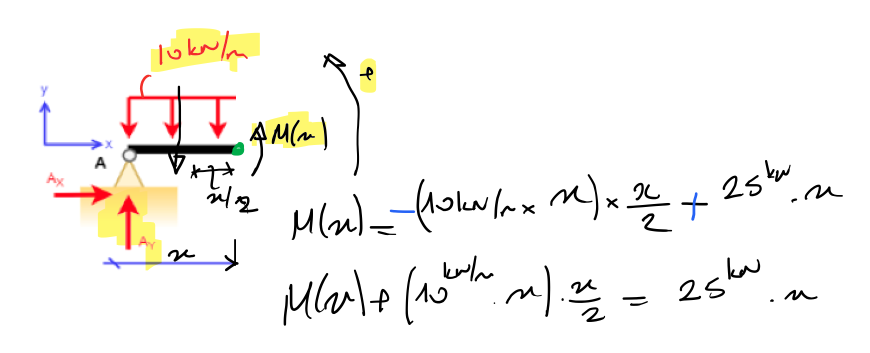 10kN/m
+
y
x
A
M(x)
Ax
x/2
Ay
x
M(x) = -(10kN/m × x) × x/2 + 25kN · x
M(x) + (10kN/m · x) · x/2 = 25kN · x